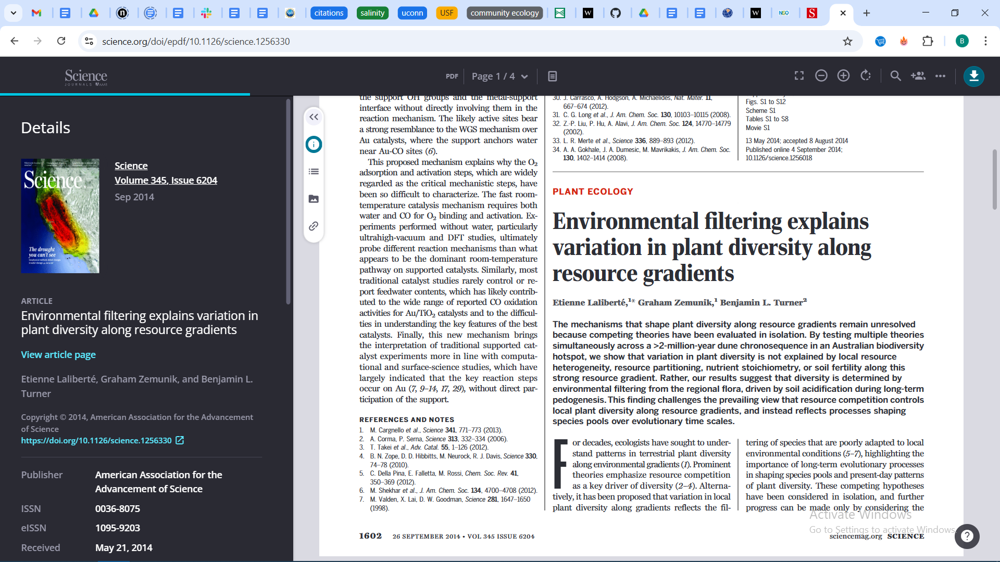 citations
salinity
uconn
USF
community ecology
W
NSO
W
S
science.org/doi/epdf/10.1126/science.1256330
B
Science
JOURNALS AAAS
PDF
Page 1 / 4
Details
Science
The drought
you can't see
Science
Volume 345, Issue 6204
Sep 2014
ARTICLE
Environmental filtering explains variation in
plant diversity along resource gradients
View article page
Etienne Laliberté, Graham Zemunik, and Benjamin L.
Turner
Copyright © 2014, American Association for the Advancement
of Science
https://doi.org/10.1126/science.1256330
Publisher
American Association for the
Advancement of Science
ISSN
0036-8075
eISSN
1095-9203
Received
May 21, 2014
the support OH groups and the metal-support
interface without directly involving them in the
reaction mechanism. The likely active sites bear
a strong resemblance to the WGS mechanism over
Au catalysts, where the support anchors water
near Au-CO sites (6).
This proposed mechanism explains why the O₂
adsorption and activation steps, which are widely
regarded as the critical mechanistic steps, have
been so difficult to characterize. The fast room-
temperature catalysis mechanism requires both
water and CO for O₂ binding and activation. Ex-
periments performed without water, particularly
ultrahigh-vacuum and DFT studies, ultimately
probe different reaction mechanisms than what
appears to be the dominant room-temperature
pathway on supported catalysts. Similarly, most
traditional catalyst studies rarely control or re-
port feedwater contents, which has likely contrib-
uted to the wide range of reported CO oxidation
activities for Au/TiO₂ catalysts and to the difficul-
ties in understanding the key features of the best
catalysts. Finally, this new mechanism brings
the interpretation of traditional supported cat-
alyst experiments more in line with computa-
tional and surface-science studies, which have
largely indicated that the key reaction steps
occur on Au (7, 9–14, 17, 29), without direct par-
ticipation of the support.
REFERENCES AND NOTES
1. M. Cargnello et al., Science 341, 771–773 (2013).
2. A. Corma, P. Serna, Science 313, 332–334 (2006).
3. T. Takei et al., Adv. Catal. 55, 1–126 (2012).
4. B. N. Zope, D. D. Hibbitts, M. Neurock, R. J. Davis, Science 330,
74–78 (2010).
5. C. Della Pina, E. Falletta, M. Rossi, Chem. Soc. Rev. 41,
350–369 (2012).
6. M. Shekhar et al., J. Am. Chem. Soc. 134, 4700–4708 (2012).
7. M. Valden, X. Lai, D. W. Goodman, Science 281, 1647–1650
(1998).
30. J. Carrasco, A. Hodgson, A. Michaelides, Nat. Mater. 11,
667–674 (2012).
31. C. G. Long et al., J. Am. Chem. Soc. 130, 10103–10115 (2008).
32. Z.-P. Liu, P. Hu, A. Alavi, J. Am. Chem. Soc. 124, 14770–14779
(2002).
33. L. R. Merte et al., Science 336, 889–893 (2012).
34. A. A. Gokhale, J. A. Dumesic, M. Mavrikakis, J. Am. Chem. Soc.
130, 1402–1414 (2008).
Figs. S1 to S12
Scheme S1
Tables S1 to S8
Movie S1
13 May 2014; accepted 8 August 2014
Published online 4 September 2014;
10.1126/science.1256018
PLANT ECOLOGY
Environmental filtering explains
variation in plant diversity along
resource gradients
Etienne Laliberté,¹* Graham Zemunik,¹ Benjamin L. Turner²
The mechanisms that shape plant diversity along resource gradients remain unresolved
because competing theories have been evaluated in isolation. By testing multiple theories
simultaneously across a >2-million-year dune chronosequence in an Australian biodiversity
hotspot, we show that variation in plant diversity is not explained by local resource
heterogeneity, resource partitioning, nutrient stoichiometry, or soil fertility along this
strong resource gradient. Rather, our results suggest that diversity is determined by
environmental filtering from the regional flora, driven by soil acidification during long-term
pedogenesis. This finding challenges the prevailing view that resource competition controls
local plant diversity along resource gradients, and instead reflects processes shaping
species pools over evolutionary time scales.
For decades, ecologists have sought to under-
stand patterns in terrestrial plant diversity
along environmental gradients (1). Prominent
theories emphasize resource competition
as a key driver of diversity (2–4). Alterna-
tively, it has been proposed that variation in local
plant diversity along gradients reflects the fil-
tering of species that are poorly adapted to local
environmental conditions (5–7), highlighting the
importance of long-term evolutionary processes
in shaping species pools and present-day patterns
of plant diversity. These competing hypotheses
have been considered in isolation, and further
progress can be made only by considering the
Activate Windows
Go to Settings to activate Windows.
1602 26 SEPTEMBER 2014 • VOL 345 ISSUE 6204
sciencemag.org SCIENCE